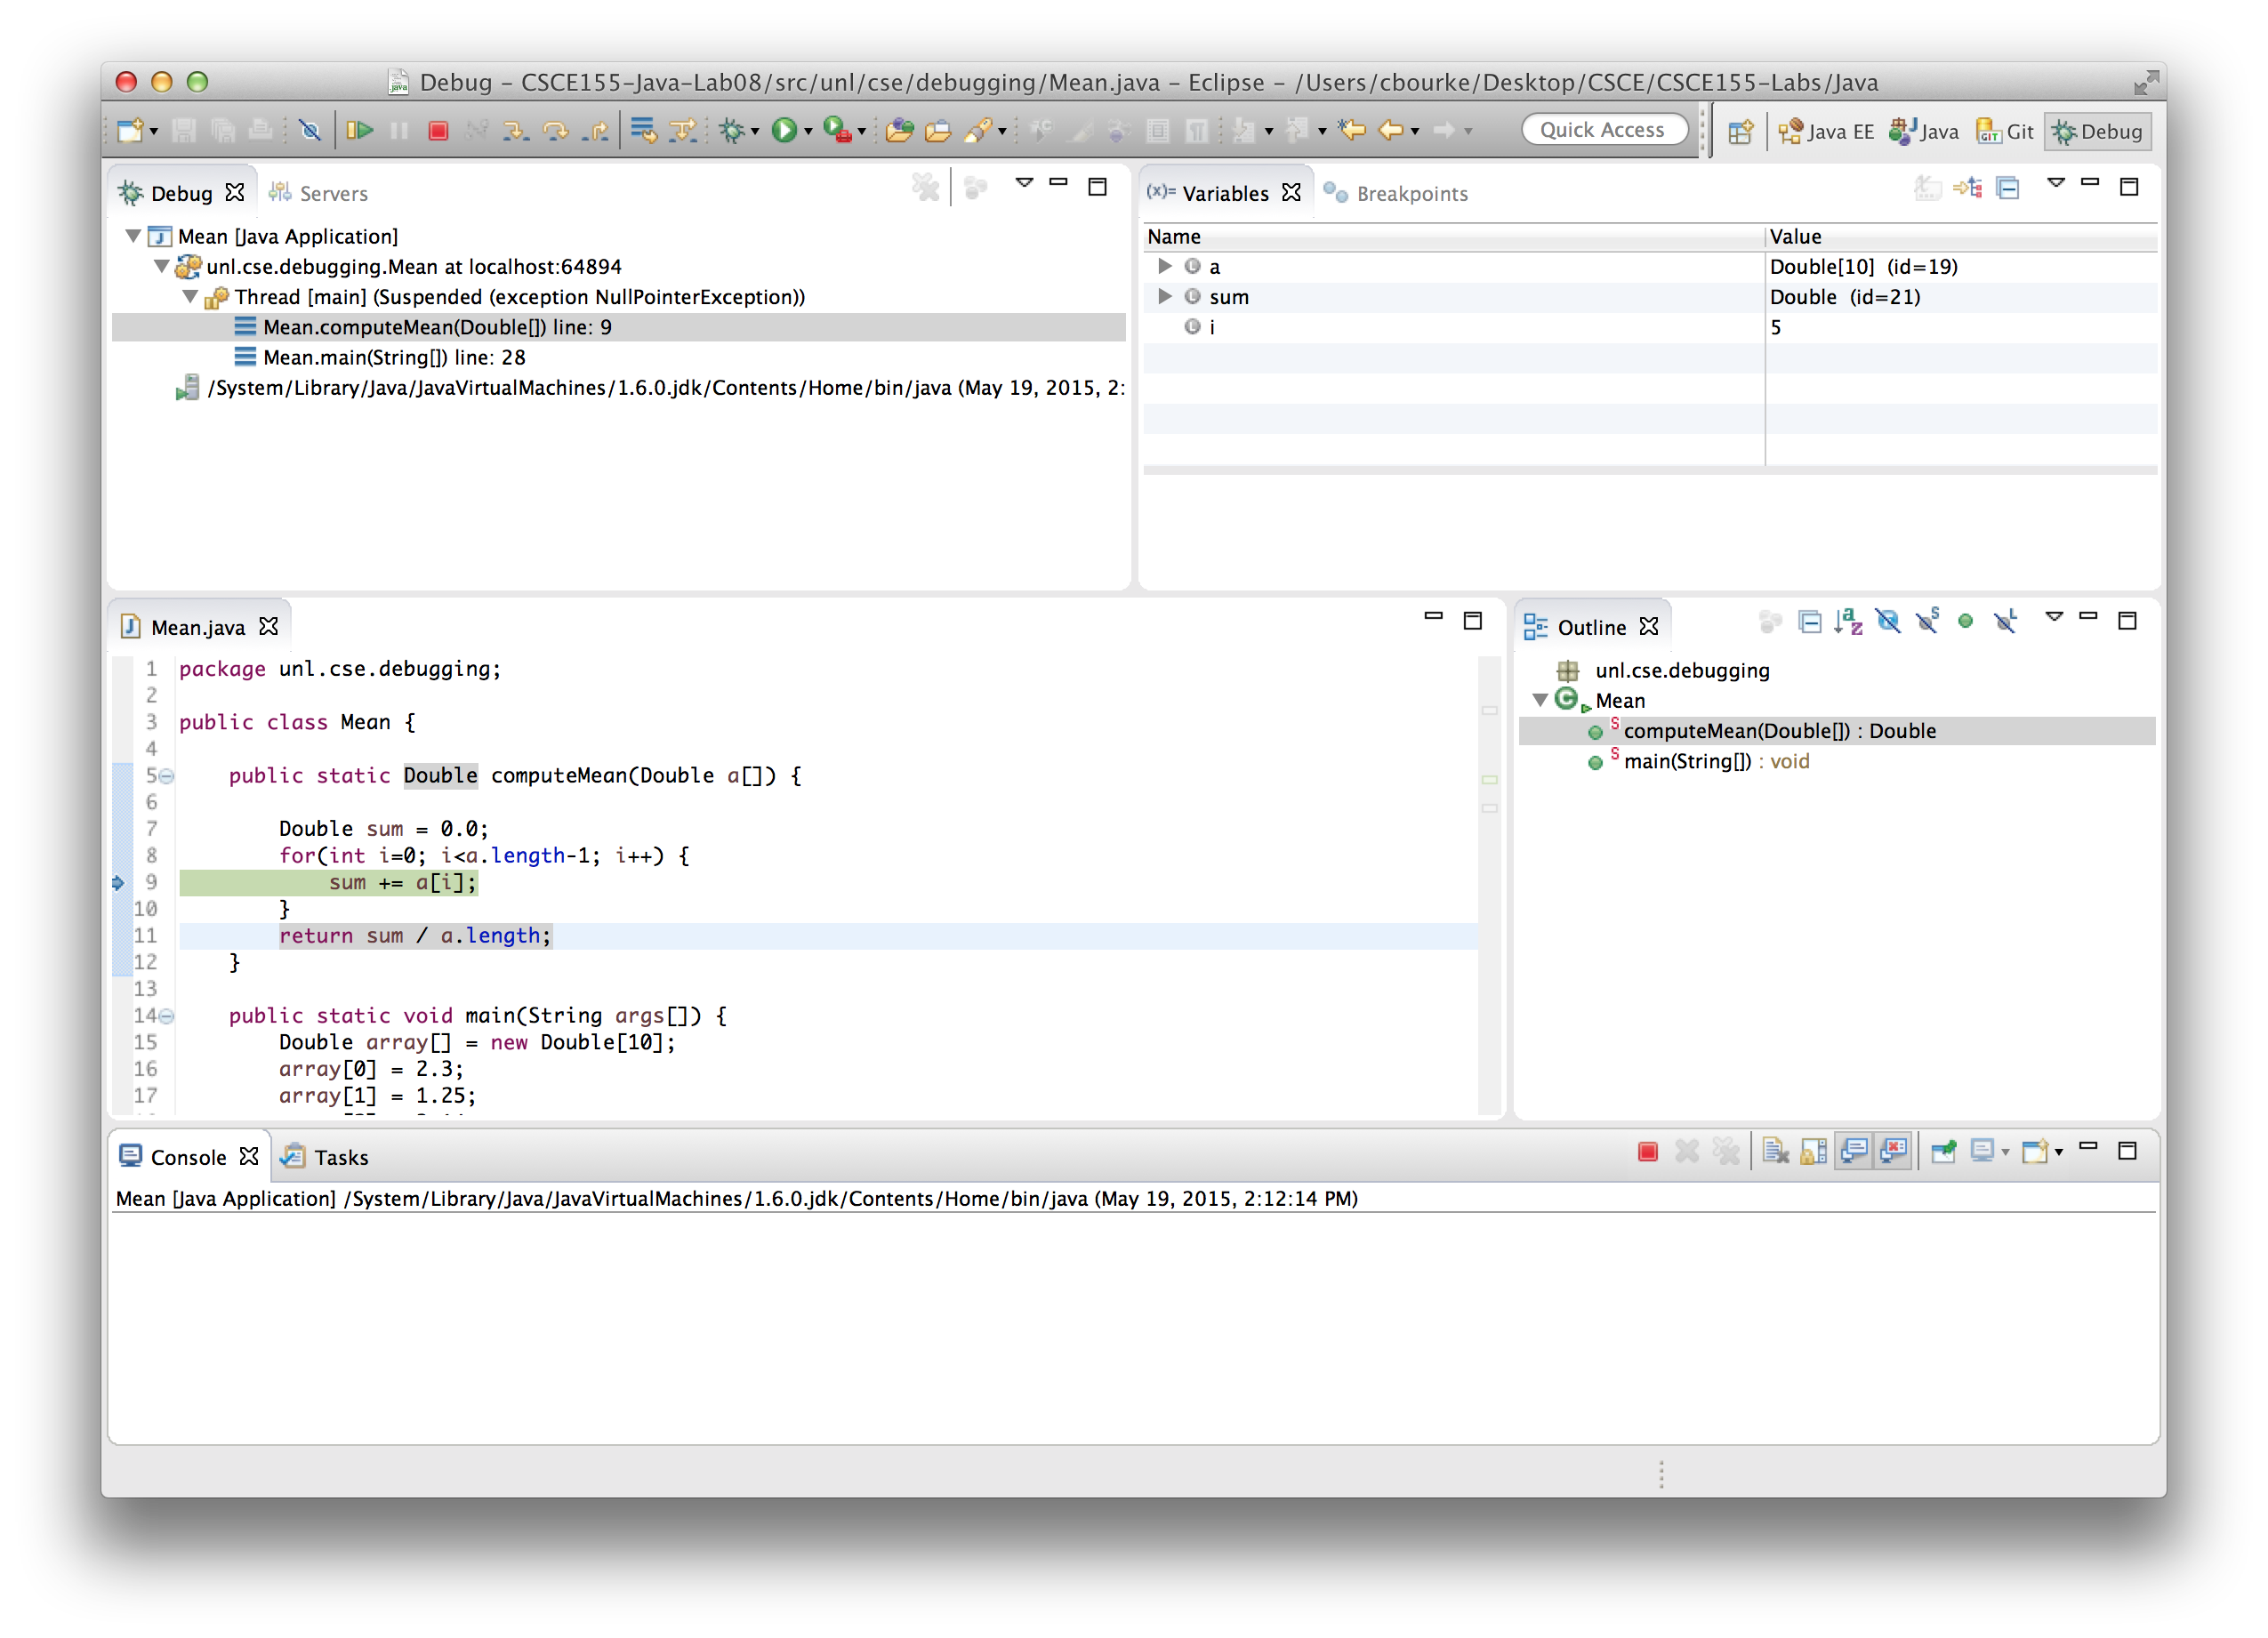 Debug – CSCE155-Java-Lab08/src/unl/cse/debugging/Mean.java – Eclipse – /Users/cbourke/Desktop/CSCE/CSCE155-Labs/Java
Quick Access
Java EE
Java
Git
Debug
Debug
Servers
Mean [Java Application]
unl.cse.debugging.Mean at localhost:64894
Thread [main] (Suspended (exception NullPointerException))
Mean.computeMean(Double[]) line: 9
Mean.main(String[]) line: 28
/System/Library/Java/JavaVirtualMachines/1.6.0.jdk/Contents/Home/bin/java (May 19, 2015, 2:
(x)= Variables
Breakpoints
Name Value
a Double[10] (id=19)
sum Double (id=21)
i 5
Mean.java
1 package unl.cse.debugging;
2
3 public class Mean {
4
5 public static Double computeMean(Double a[]) {
6
7 Double sum = 0.0;
8 for(int i=0; i<a.length-1; i++) {
9 sum += a[i];
10 }
11 return sum / a.length;
12 }
13
14 public static void main(String args[]) {
15 Double array[] = new Double[10];
16 array[0] = 2.3;
17 array[1] = 1.25;
Outline
unl.cse.debugging
Mean
computeMean(Double[]) : Double
main(String[]) : void
Console
Tasks
Mean [Java Application] /System/Library/Java/JavaVirtualMachines/1.6.0.jdk/Contents/Home/bin/java (May 19, 2015, 2:12:14 PM)